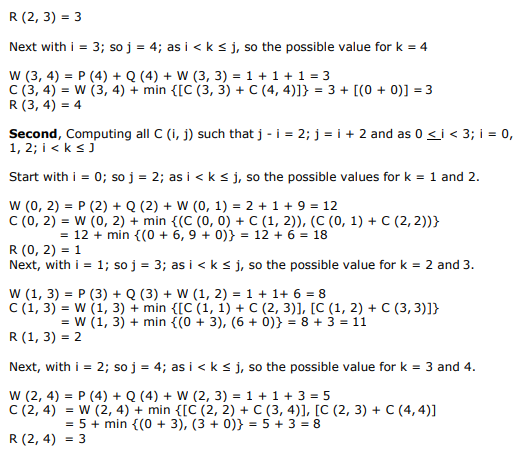 R (2, 3) = 3
Next with i = 3; so j = 4; as i < k ≤ j, so the possible value for k = 4
W (3, 4) = P (4) + Q (4) + W (3, 3) = 1 + 1 + 1 = 3
C (3, 4) = W (3, 4) + min {[C (3, 3) + C (4, 4)]} = 3 + [(0 + 0)] = 3
R (3, 4) = 4
Second, Computing all C (i, j) such that j - i = 2; j = i + 2 and as 0 < i < 3; i = 0,
1, 2; i < k ≤ J
Start with i = 0; so j = 2; as i < k ≤ j, so the possible values for k = 1 and 2.
W (0, 2) = P (2) + Q (2) + W (0, 1) = 2 + 1 + 9 = 12
C (0, 2) = W (0, 2) + min {(C (0, 0) + C (1, 2)), (C (0, 1) + C (2, 2))}
= 12 + min {(0 + 6, 9 + 0)} = 12 + 6 = 18
R (0, 2) = 1
Next, with i = 1; so j = 3; as i < k ≤ j, so the possible value for k = 2 and 3.
W (1, 3) = P (3) + Q (3) + W (1, 2) = 1 + 1+ 6 = 8
C (1, 3) = W (1, 3) + min {[C (1, 1) + C (2, 3)], [C (1, 2) + C (3, 3)]}
= W (1, 3) + min {(0 + 3), (6 + 0)} = 8 + 3 = 11
R (1, 3) = 2
Next, with i = 2; so j = 4; as i < k ≤ j, so the possible value for k = 3 and 4.
W (2, 4) = P (4) + Q (4) + W (2, 3) = 1 + 1 + 3 = 5
C (2, 4) = W (2, 4) + min {[C (2, 2) + C (3, 4)], [C (2, 3) + C (4, 4)]
= 5 + min {(0 + 3), (3 + 0)} = 5 + 3 = 8
R (2, 4) = 3